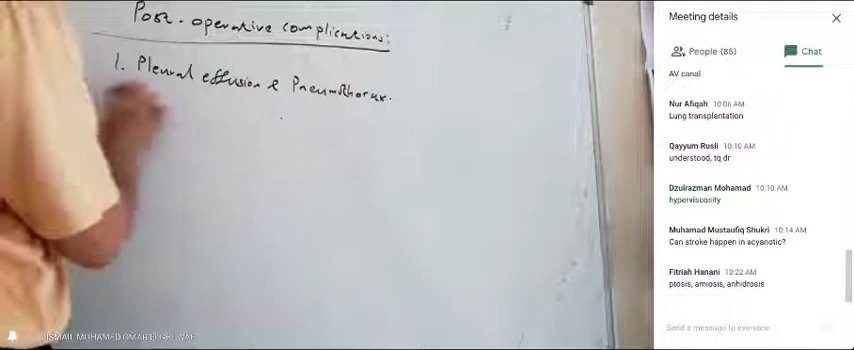 Post-operative complications:
1. Pleural effusion & Pneumothorax.
ISMAIL MOHAMED OMAR
Meeting details
People (85)
Chat
AV canal
Nur Afiqah 10:06 AM
Lung transplantation
Qayyum Rusli 10:10 AM
understood, tq dr
Dzulrazman Mohamad 10:10 AM
hyperviscosity
Muhamad Mustaufiq Shukri 10:14 AM
Can stroke happen in acyanotic?
Fitriah Hanani 10:22 AM
ptosis, amiosis, anhidrosis
Send a message to everyone